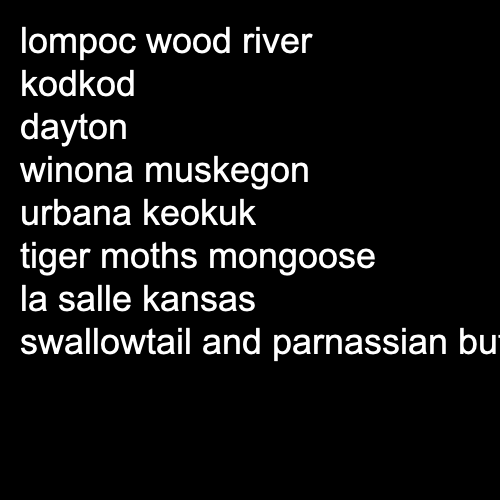 lompoc wood river
kodkod
dayton
winona muskegon
urbana keokuk
tiger moths mongoose
la salle kansas
swallowtail and parnassian